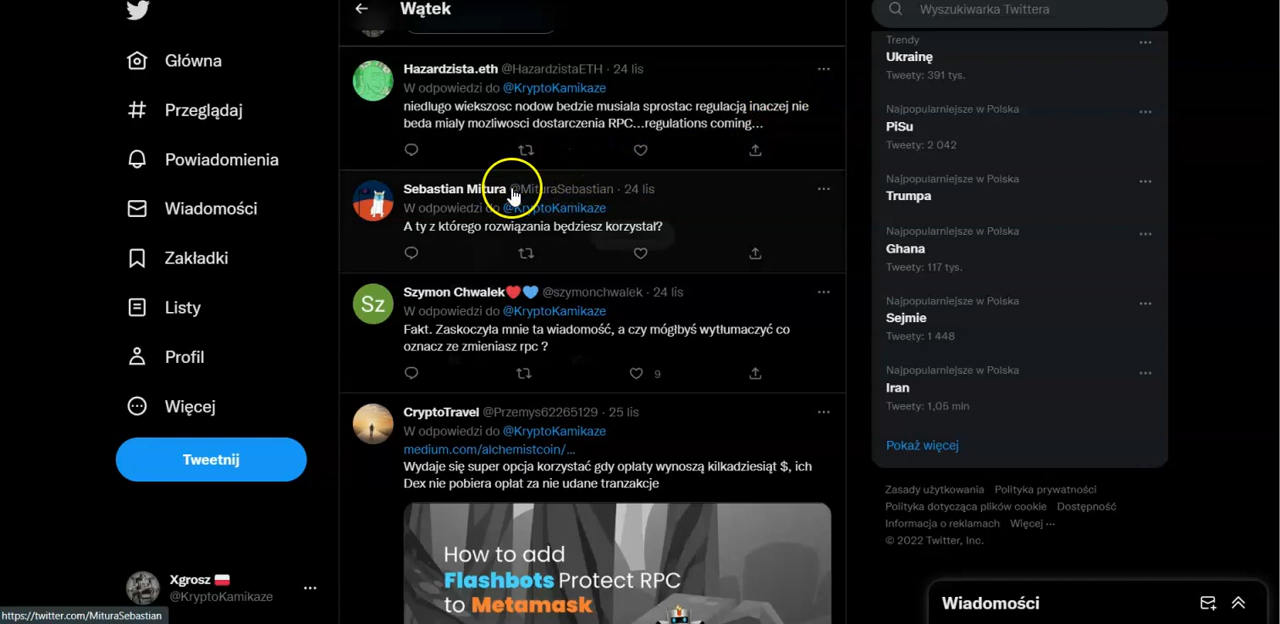 Główna
Przeglądaj
Powiadomienia
Wiadomości
Zakładki
Listy
Profil
Więcej
Tweetnij
Xgrosz
@KryptoKamikaze
https://twitter.com/MituraSebastian
Wątek
Hazardzista.eth @HazardzistaETH · 24 lis
W odpowiedzi do @KryptoKamikaze
niedlugo wiekszosc nodow bedzie musiala sprostac regulacją inaczej nie
beda mialy mozliwosci dostarczenia RPC...regulations coming...
Sebastian Mitura @MituraSebastian · 24 lis
W odpowiedzi do @KryptoKamikaze
A ty z którego rozwiązania będziesz korzystał?
Sz
Szymon Chwalek❤️💙 @szymonchwalek · 24 lis
W odpowiedzi do @KryptoKamikaze
Fakt. Zaskoczyła mnie ta wiadomość, a czy mógłbyś wytłumaczyć co
oznacz ze zmieniasz rpc ?
9
CryptoTravel @Przemys62265129 · 25 lis
W odpowiedzi do @KryptoKamikaze
medium.com/alchemistcoin/...
Wydaje się super opcja korzystać gdy opłaty wynoszą kilkadziesiąt $, ich
Dex nie pobiera opłat za nie udane tranzakcje
How to add
Flashbots Protect RPC
to Metamask
Wyszukiwarka Twittera
Trendy
Ukrainę
Tweety: 391 tys.
Najpopularniejsze w Polska
PiSu
Tweety: 2 042
Najpopularniejsze w Polska
Trumpa
Najpopularniejsze w Polska
Ghana
Tweety: 117 tys.
Najpopularniejsze w Polska
Sejmie
Tweety: 1 448
Najpopularniejsze w Polska
Iran
Tweety: 1,05 mln
Pokaż więcej
Zasady użytkowania Polityka prywatności
Polityka dotycząca plików cookie Dostępność
Informacja o reklamach Więcej ···
© 2022 Twitter, Inc.
Wiadomości